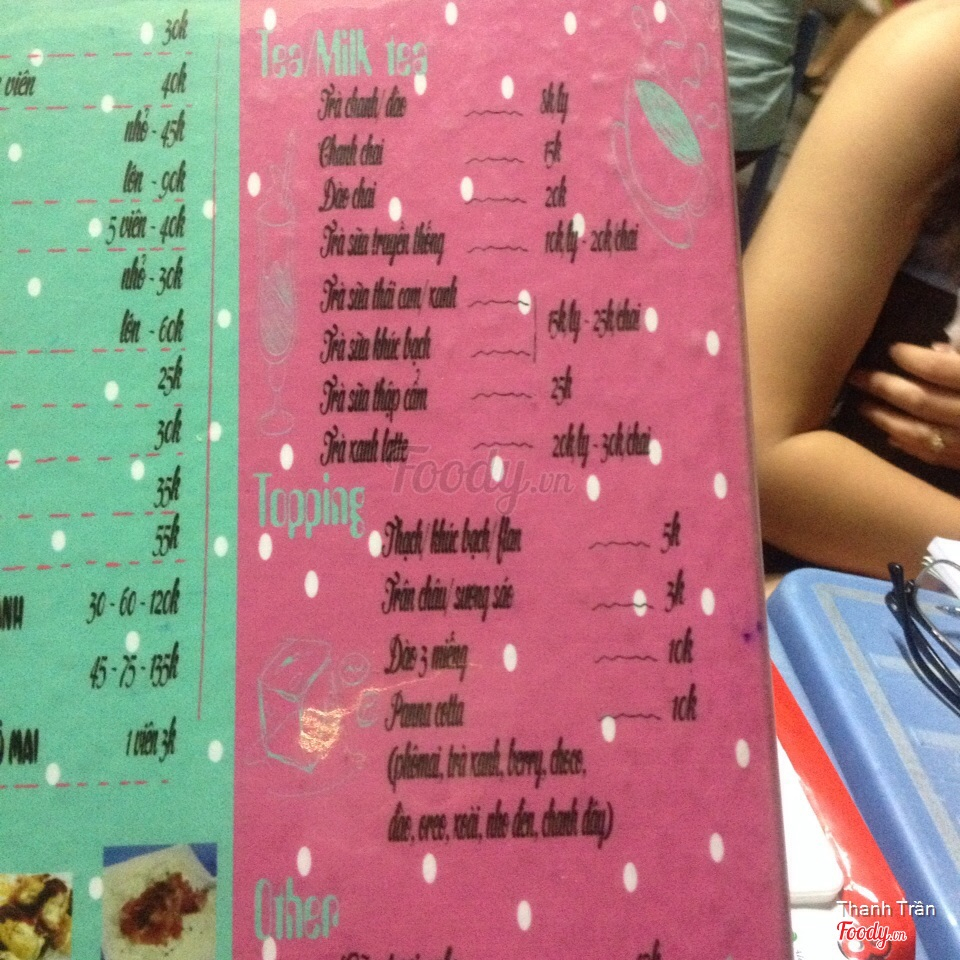 30k
viên 40k
nhỏ - 45k
lớn - 90k
5 viên - 40k
nhỏ - 30k
lớn - 60k
25k
30k
35k
55k
30 - 60 - 120k
45 - 75 - 135k
MAI 1 viên 3k
Tea/Milk tea
Trà chanh/ đào 8k ly
Chanh chai 15k
Đào chai 20k
Trà sữa truyền thống 10k ly - 20k chai
Trà sữa thái cam/ xanh
15k ly - 25k chai
Trà sữa khúc bạch
Trà sữa thập cẩm 25k
Trà xanh latte 20k ly - 30k chai
Foody.vn
Topping
Thạch/ khúc bạch/ flan 5k
Trân châu/ sương sáo 3k
Đào 3 miếng 10k
Panna cotta 10k
(phômai, trà xanh, berry, choco,
đào, oreo, xoài, nho đen, chanh dây)
Other
Thanh Trần
Foody.vn